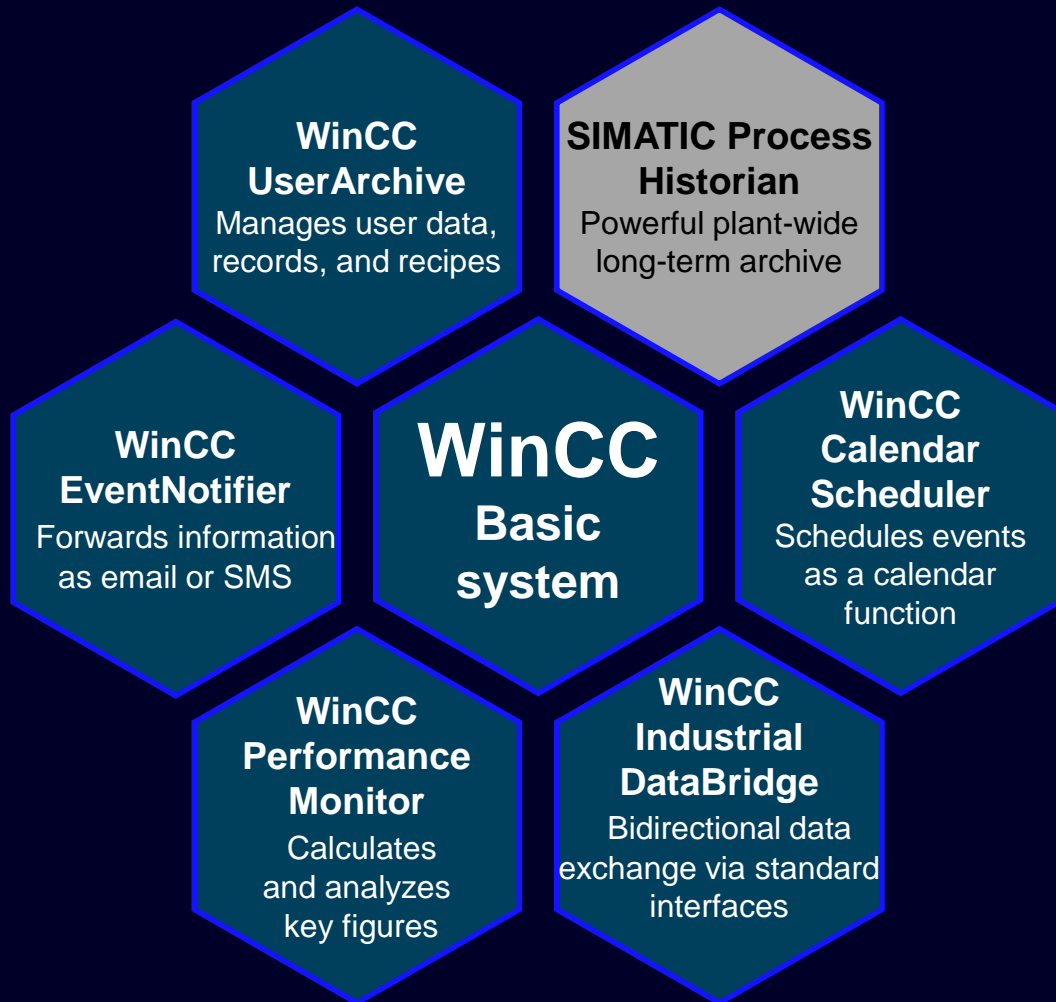 WinCC
UserArchive
Manages user data,
records, and recipes
SIMATIC Process
Historian
Powerful plant-wide
long-term archive
WinCC
EventNotifier
Forwards information
as email or SMS
WinCC
Basic
system
WinCC
Calendar
Scheduler
Schedules events
as a calendar
function
WinCC
Performance
Monitor
Calculates
and analyzes
key figures
WinCC
Industrial
DataBridge
Bidirectional data
exchange via standard
interfaces